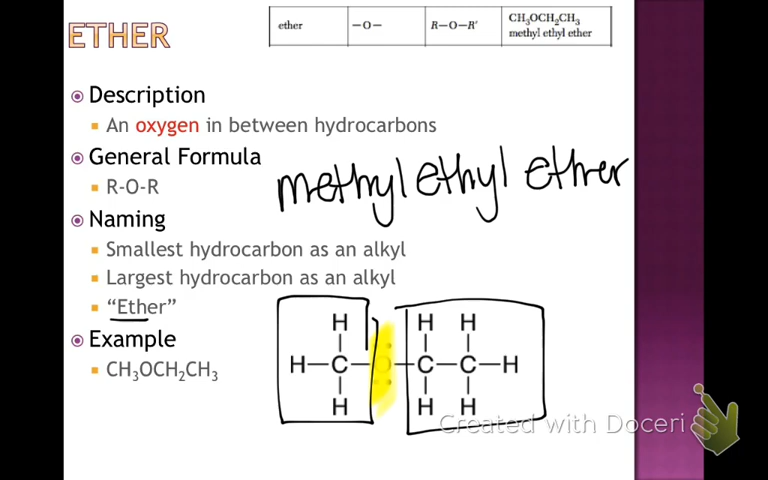 ETHER
ether
—O—
R—O—R'
CH₃OCH₂CH₃
methyl ethyl ether
Description
An oxygen in between hydrocarbons
General Formula
R-O-R
Naming
Smallest hydrocarbon as an alkyl
Largest hydrocarbon as an alkyl
"Ether"
Example
CH₃OCH₂CH₃
methyl ethyl ether
H H H
H—C—O—C—C—H
H H H
Created with Doceri